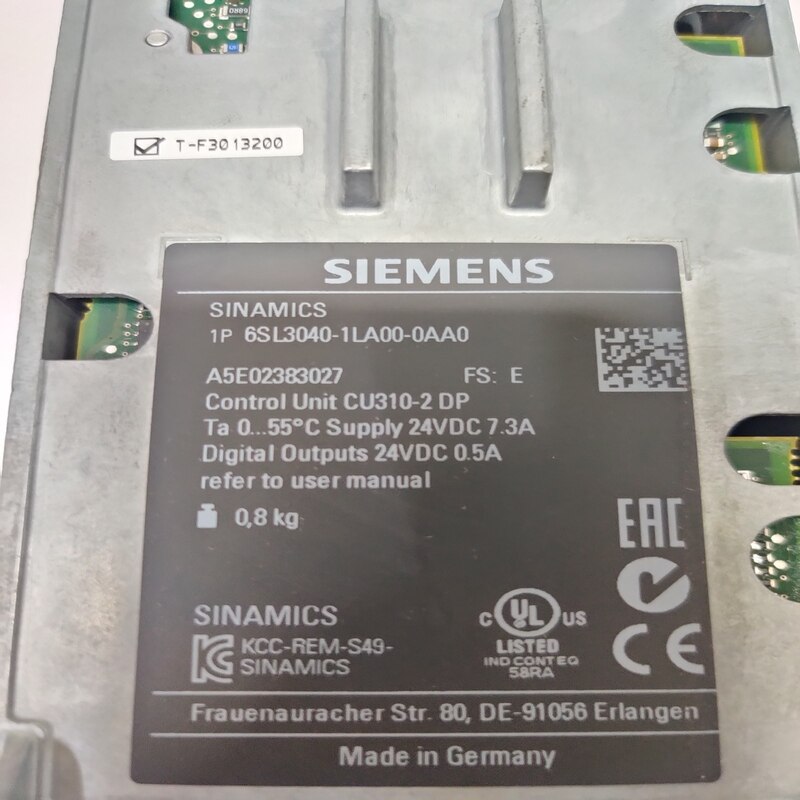 T-F3013200
SIEMENS
SINAMICS
1P 6SL3040-1LA00-0AA0
A5E02383027 FS: E
Control Unit CU310-2 DP
Ta 0...55°C Supply 24VDC 7.3A
Digital Outputs 24VDC 0.5A
refer to user manual
0,8 kg
EAC
SINAMICS
KCC-REM-S49-
SINAMICS
C UL US
LISTED
IND CONT EQ
58RA
CE
Frauenauracher Str. 80, DE-91056 Erlangen
Made in Germany